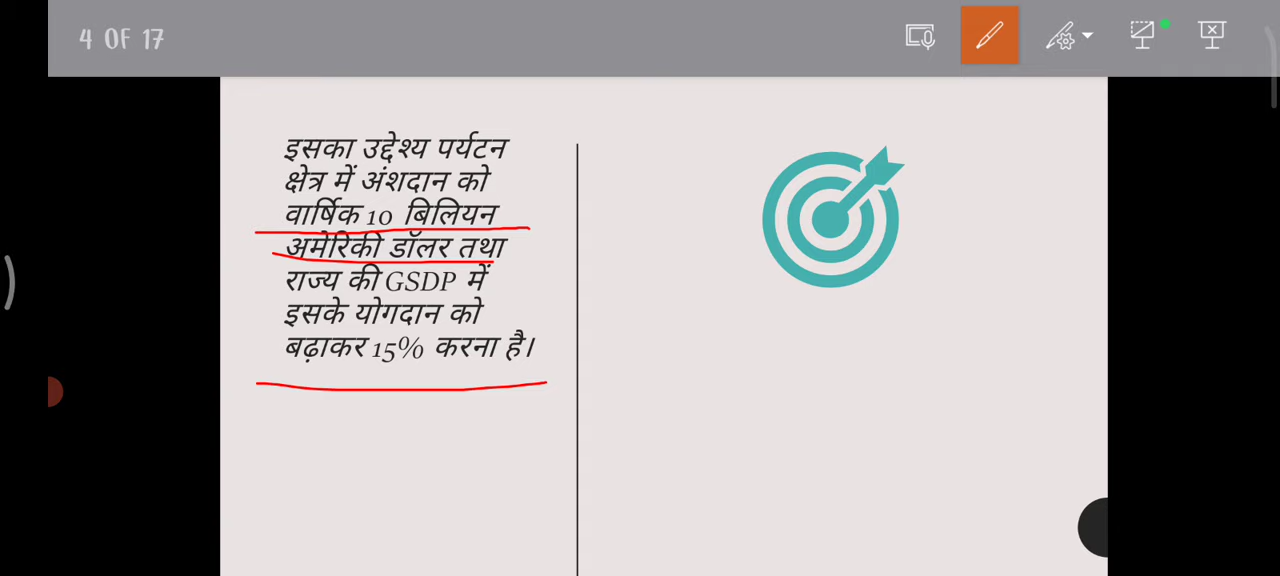 4 OF 17
इसका उद्देश्य पर्यटन
क्षेत्र में अंशदान को
वार्षिक 10 बिलियन
अमेरिकी डॉलर तथा
राज्य की GSDP में
इसके योगदान को
बढ़ाकर 15% करना है।